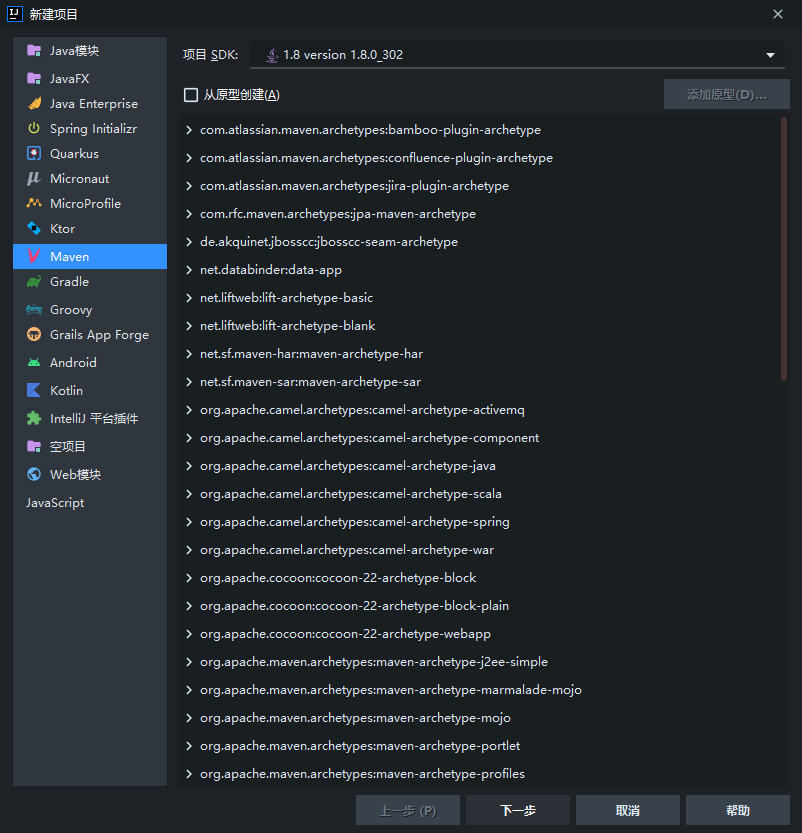 新建项目
Java模块
JavaFX
Java Enterprise
Spring Initializr
Quarkus
Micronaut
MicroProfile
Ktor
Maven
Gradle
Groovy
Grails App Forge
Android
Kotlin
IntelliJ 平台插件
空项目
Web模块
JavaScript
项目 SDK: 1.8 version 1.8.0_302
从原型创建(A) 添加原型(D)...
com.atlassian.maven.archetypes:bamboo-plugin-archetype
com.atlassian.maven.archetypes:confluence-plugin-archetype
com.atlassian.maven.archetypes:jira-plugin-archetype
com.rfc.maven.archetypes:jpa-maven-archetype
de.akquinet.jbosscc:jbosscc-seam-archetype
net.databinder:data-app
net.liftweb:lift-archetype-basic
net.liftweb:lift-archetype-blank
net.sf.maven-har:maven-archetype-har
net.sf.maven-sar:maven-archetype-sar
org.apache.camel.archetypes:camel-archetype-activemq
org.apache.camel.archetypes:camel-archetype-component
org.apache.camel.archetypes:camel-archetype-java
org.apache.camel.archetypes:camel-archetype-scala
org.apache.camel.archetypes:camel-archetype-spring
org.apache.camel.archetypes:camel-archetype-war
org.apache.cocoon:cocoon-22-archetype-block
org.apache.cocoon:cocoon-22-archetype-block-plain
org.apache.cocoon:cocoon-22-archetype-webapp
org.apache.maven.archetypes:maven-archetype-j2ee-simple
org.apache.maven.archetypes:maven-archetype-marmalade-mojo
org.apache.maven.archetypes:maven-archetype-mojo
org.apache.maven.archetypes:maven-archetype-portlet
org.apache.maven.archetypes:maven-archetype-profiles
上一步 (P) 下一步 取消 帮助